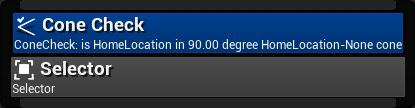 Cone Check
ConeCheck: is HomeLocation in 90.00 degree HomeLocation-None cone
Selector
Selector